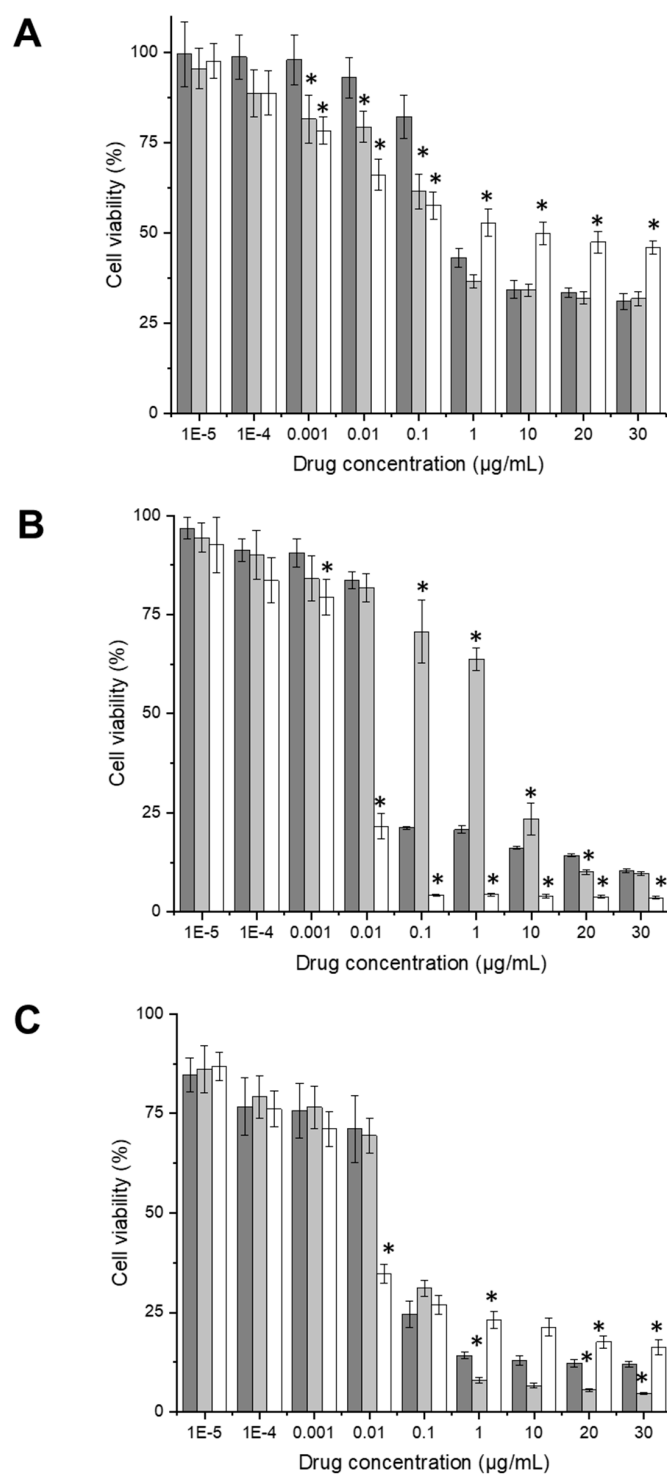 A
100
75
50
25
0
Cell viability (%)
* * * * * * * * *
1E-5 1E-4 0.001 0.01 0.1 1 10 20 30
Drug concentration (µg/mL)
B
100
75
50
25
0
Cell viability (%)
* * * * * * * * * * *
1E-5 1E-4 0.001 0.01 0.1 1 10 20 30
Drug concentration (µg/mL)
C
100
75
50
25
0
Cell viability (%)
* * * * * * *
1E-5 1E-4 0.001 0.01 0.1 1 10 20 30
Drug concentration (µg/mL)